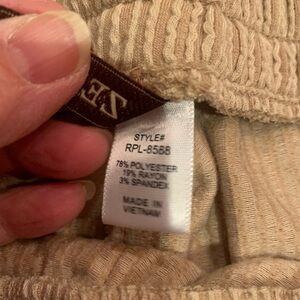 STYLE#
RPL-8588
78% POLYESTER
19% RAYON
3% SPANDEX
MADE IN
VIETNAM